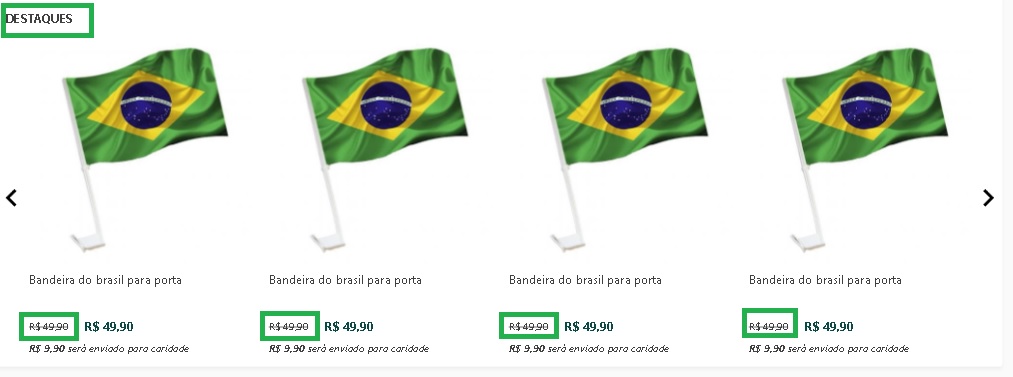 DESTAQUES
Bandeira do brasil para porta
Bandeira do brasil para porta
Bandeira do brasil para porta
Bandeira do brasil para porta
R$ 49,90 R$ 49,90
R$ 49,90 R$ 49,90
R$ 49,90 R$ 49,90
R$ 49,90 R$ 49,90
R$ 9,90 será enviado para caridade
R$ 9,90 será enviado para caridade
R$ 9,90 será enviado para caridade
R$ 9,90 será enviado para caridade